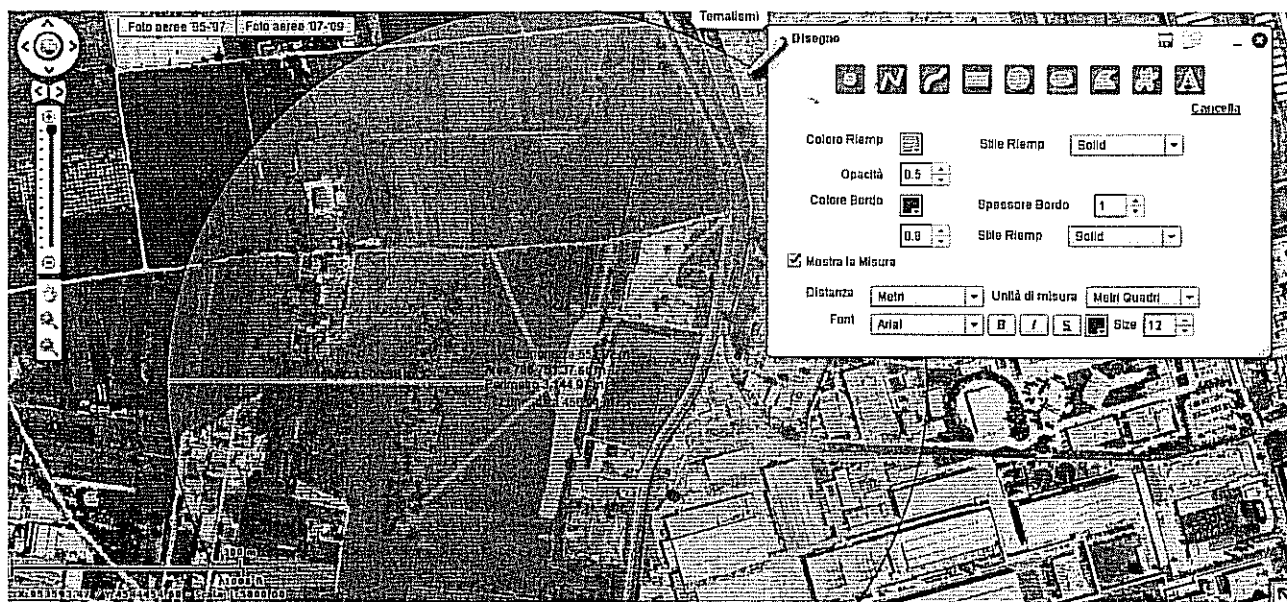 Foto aeree '95-'97 Foto aeree '07-'09
Tematismi
Disegno
Cancella
Colore Riemp
Stile Riemp Solid
Opacità 0.5
Colore Bordo
Spessore Bordo 1
0.8 Stile Riemp Solid
Mostra la Misura
Distanza Metri Unità di misura Metri Quadri
Font Arial B I S Size 12